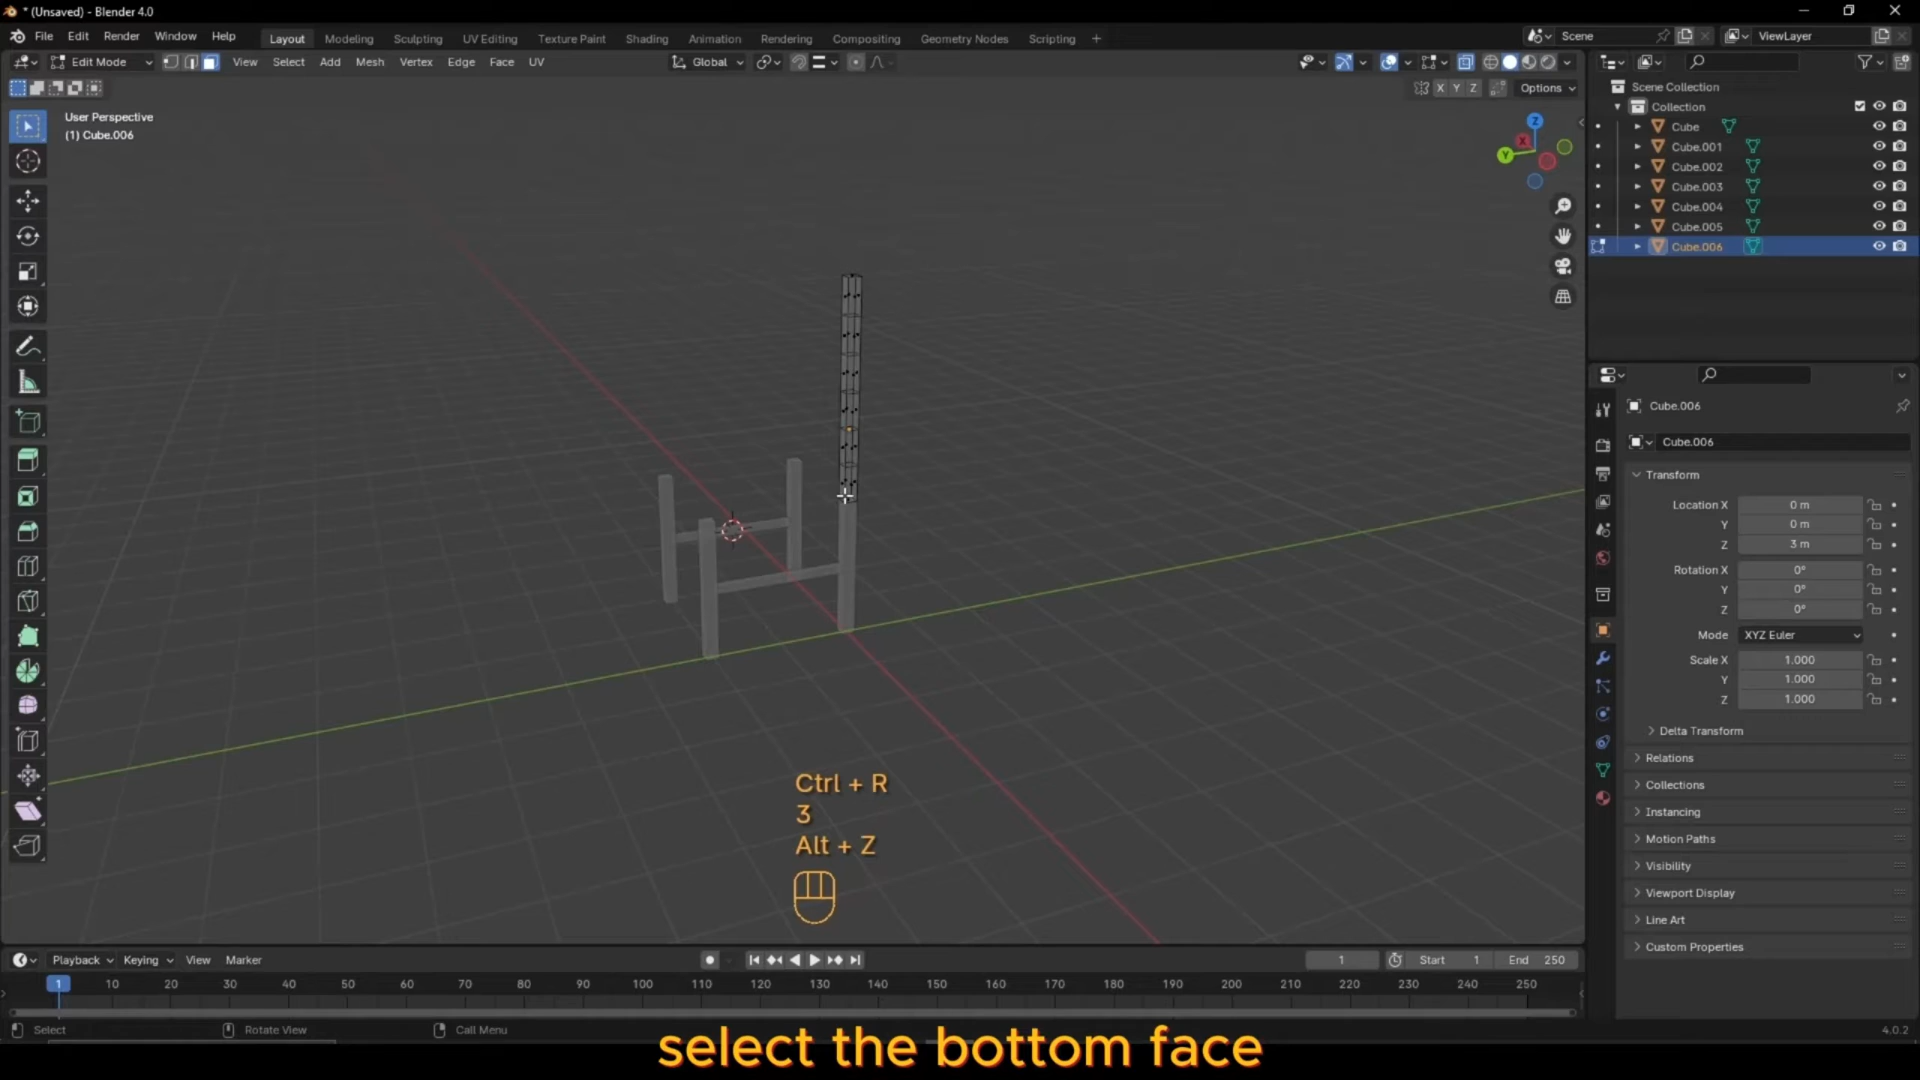 * (Unsaved) - Blender 4.0
File Edit Render Window Help
Layout Modeling Sculpting UV Editing Texture Paint Shading Animation Rendering Compositing Geometry Nodes Scripting +
Scene
ViewLayer
Edit Mode
View Select Add Mesh Vertex Edge Face UV
Global
X Y Z
Options
User Perspective
(1) Cube.006
Z
X
Y
Scene Collection
Collection
Cube
Cube.001
Cube.002
Cube.003
Cube.004
Cube.005
Cube.006
Cube.006
Cube.006
Transform
Location X 0 m
Y 0 m
Z 3 m
Rotation X 0°
Y 0°
Z 0°
Mode XYZ Euler
Scale X 1.000
Y 1.000
Z 1.000
Delta Transform
Relations
Collections
Instancing
Motion Paths
Visibility
Viewport Display
Line Art
Custom Properties
Ctrl + R
3
Alt + Z
Playback Keying View Marker
1
Start 1
End 250
1 10 20 30 40 50 60 70 80 90 100 110 120 130 140 150 160 170 180 190 200 210 220 230 240 250
Select
Rotate View
Call Menu
4.0.2
select the bottom face